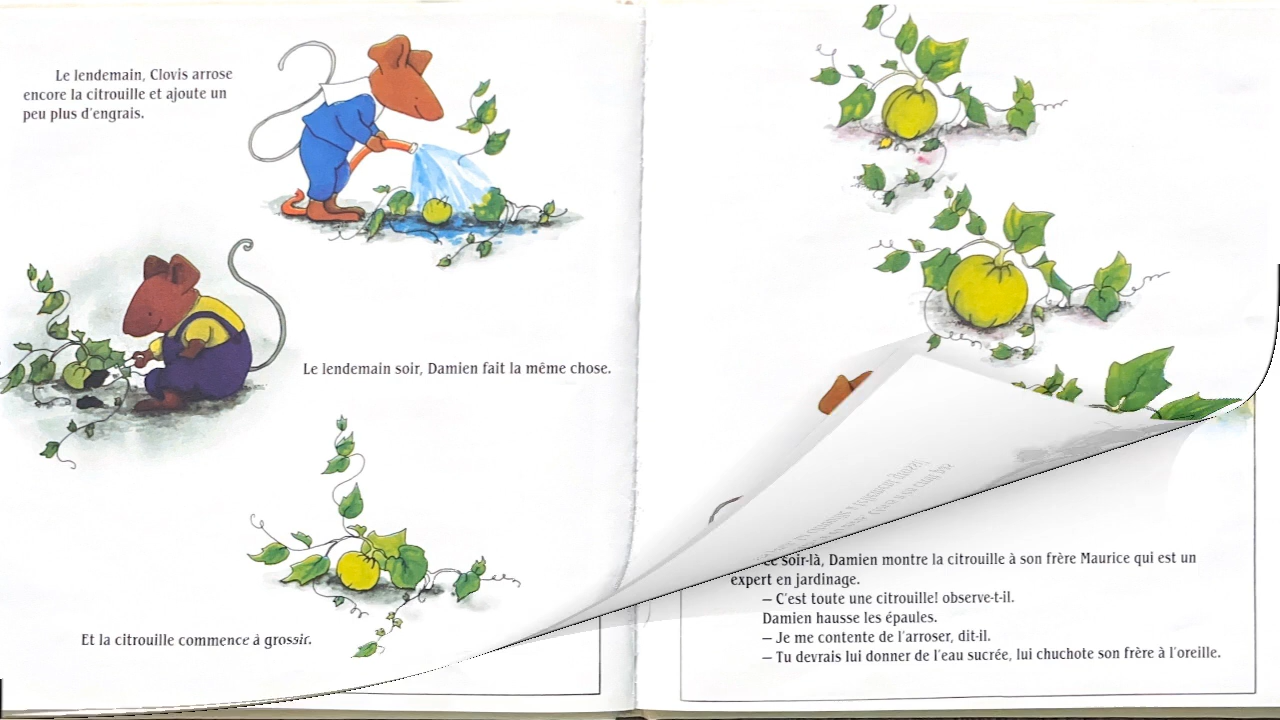 Le lendemain, Clovis arrose
encore la citrouille et ajoute un
peu plus d'engrais.
Le lendemain soir, Damien fait la même chose.
Et la citrouille commence à grossir.
ce soir-là, Damien montre la citrouille à son frère Maurice qui est un
expert en jardinage.
– C'est toute une citrouille! observe-t-il.
Damien hausse les épaules.
– Je me contente de l'arroser, dit-il.
– Tu devrais lui donner de l'eau sucrée, lui chuchote son frère à l'oreille.